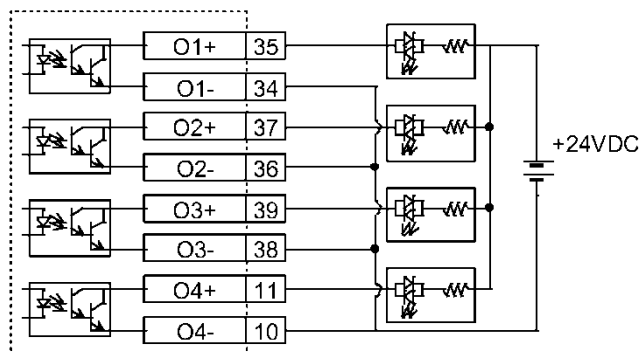 O1+ 35
O1- 34
O2+ 37
O2- 36
+24VDC
O3+ 39
O3- 38
O4+ 11
O4- 10